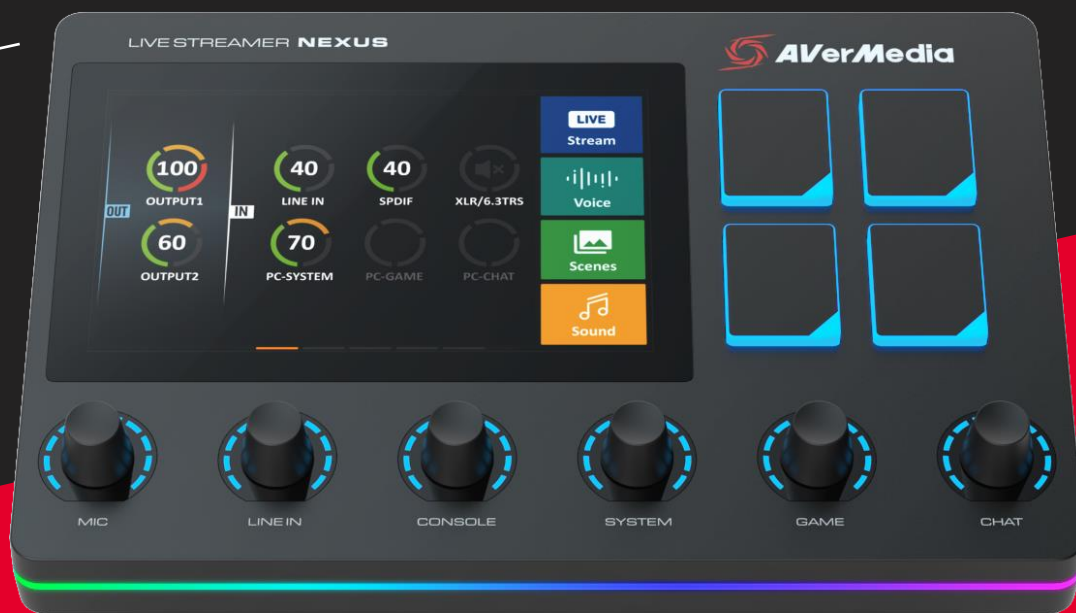 LIVE STREAMER NEXUS
AVerMedia
100
OUTPUT1
60
OUTPUT2
OUT
IN
40
LINE IN
40
SPDIF
XLR/6.3TRS
70
PC-SYSTEM
PC-GAME
PC-CHAT
LIVE
Stream
Voice
Scenes
Sound
MIC
LINE IN
CONSOLE
SYSTEM
GAME
CHAT